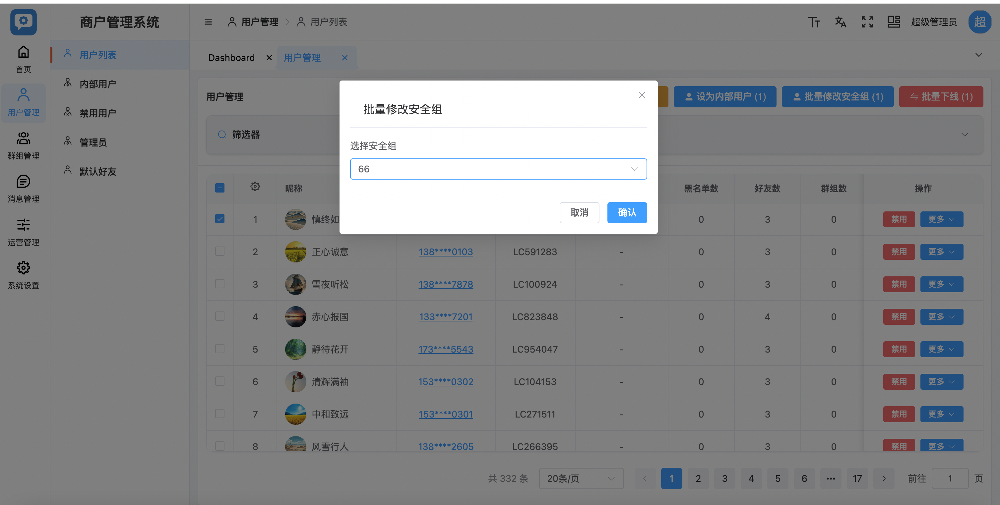 商户管理系统
用户管理
用户列表
超级管理员
超
首页
用户管理
群组管理
消息管理
运营管理
系统设置
用户列表
内部用户
禁用用户
管理员
默认好友
Dashboard
用户管理
用户管理
设为内部用户 (1)
批量修改安全组 (1)
批量下线 (1)
筛选器
批量修改安全组
选择安全组
66
取消
确认
昵称 黑名单数 好友数 群组数 操作
1 慎终如 0 3 0 禁用 更多
2 正心诚意 138****0103 LC591283 - 0 3 0 禁用 更多
3 雪夜听松 138****7878 LC100924 - 0 3 0 禁用 更多
4 赤心报国 133****7201 LC823848 - 0 4 0 禁用 更多
5 静待花开 173****5543 LC954047 - 0 3 0 禁用 更多
6 清辉满袖 153****0302 LC104153 - 0 3 0 禁用 更多
7 中和致远 153****0301 LC271511 - 0 3 0 禁用 更多
8 风雪行人 138****2605 LC266395 - 0 3 0 禁用 更多
共 332 条 20条/页 1 2 3 4 5 6 ••• 17 前往 1 页